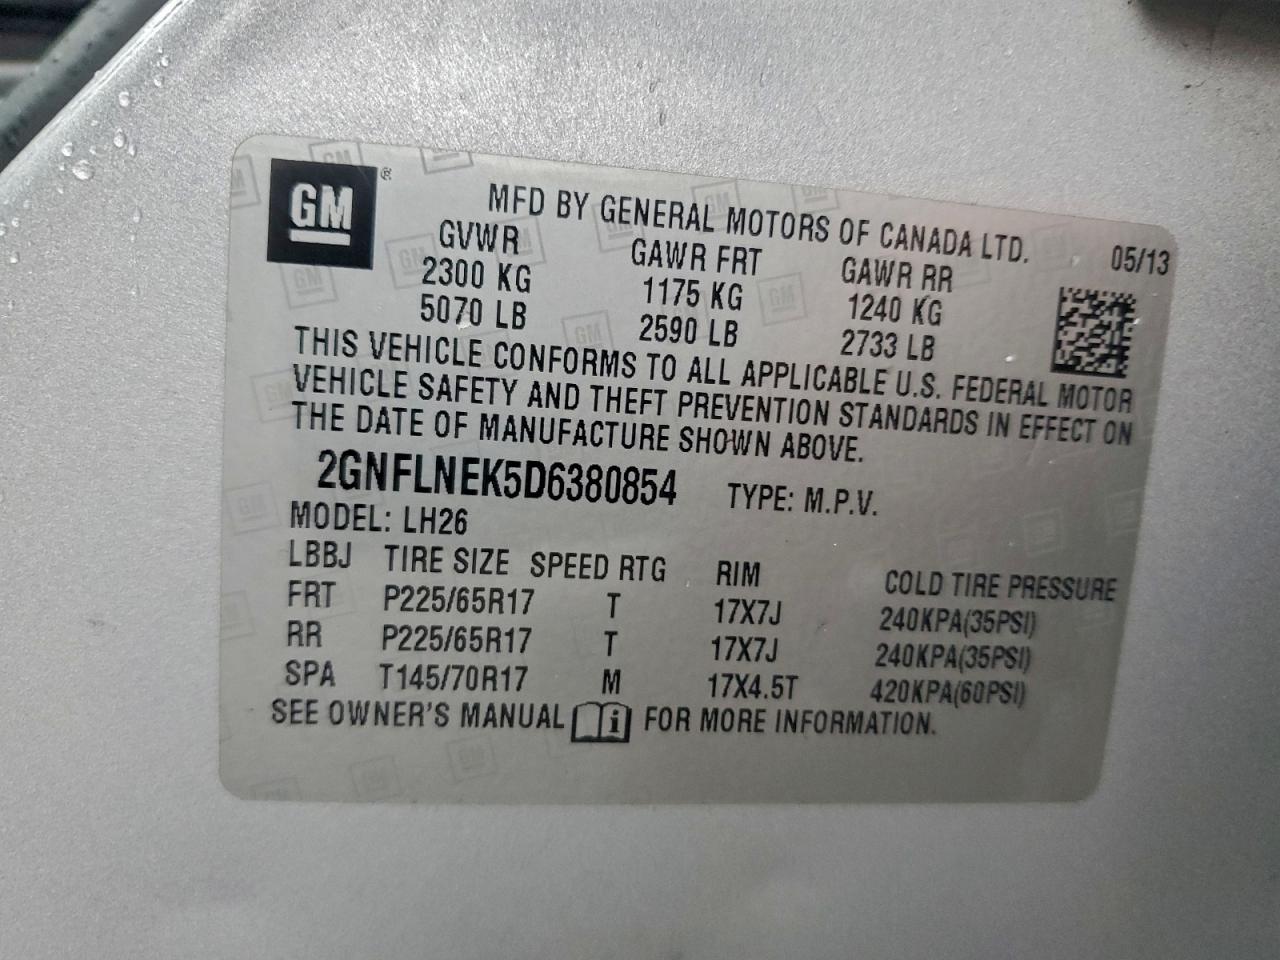 GM ®
MFD BY GENERAL MOTORS OF CANADA LTD. 05/13
GVWR GAWR FRT GAWR RR
2300 KG 1175 KG 1240 KG
5070 LB 2590 LB 2733 LB
THIS VEHICLE CONFORMS TO ALL APPLICABLE U.S. FEDERAL MOTOR
VEHICLE SAFETY AND THEFT PREVENTION STANDARDS IN EFFECT ON
THE DATE OF MANUFACTURE SHOWN ABOVE.
2GNFLNEK5D6380854 TYPE: M.P.V.
MODEL: LH26
LBBJ TIRE SIZE SPEED RTG RIM COLD TIRE PRESSURE
FRT P225/65R17 T 17X7J 240KPA(35PSI)
RR P225/65R17 T 17X7J 240KPA(35PSI)
SPA T145/70R17 M 17X4.5T 420KPA(60PSI)
SEE OWNER'S MANUAL i FOR MORE INFORMATION.